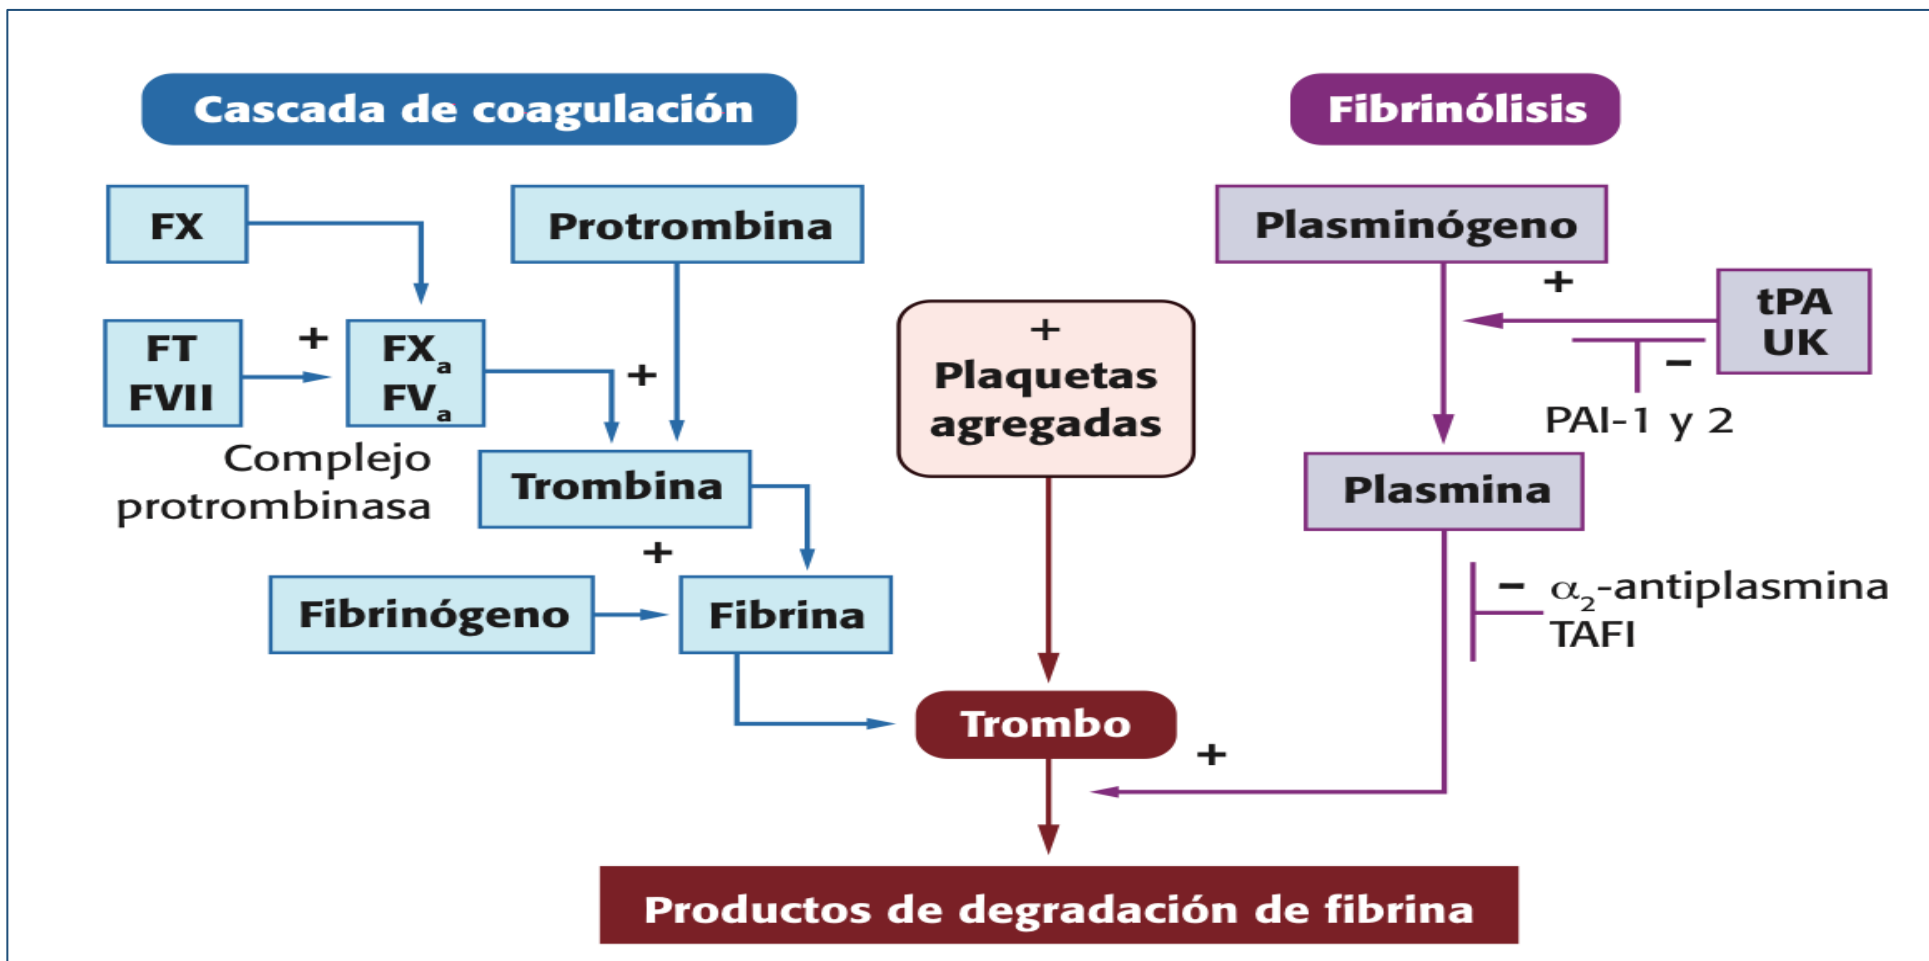 Cascada de coagulación
Fibrinólisis
FX
Protrombina
Plasminógeno
FT
FVII
+
FXₐ
FVₐ
+
Complejo
protrombinasa
Trombina
+
Fibrinógeno
Fibrina
+
Plaquetas
agregadas
+
tPA
UK
−
PAI-1 y 2
Plasmina
− α₂-antiplasmina
TAFI
Trombo
+
Productos de degradación de fibrina